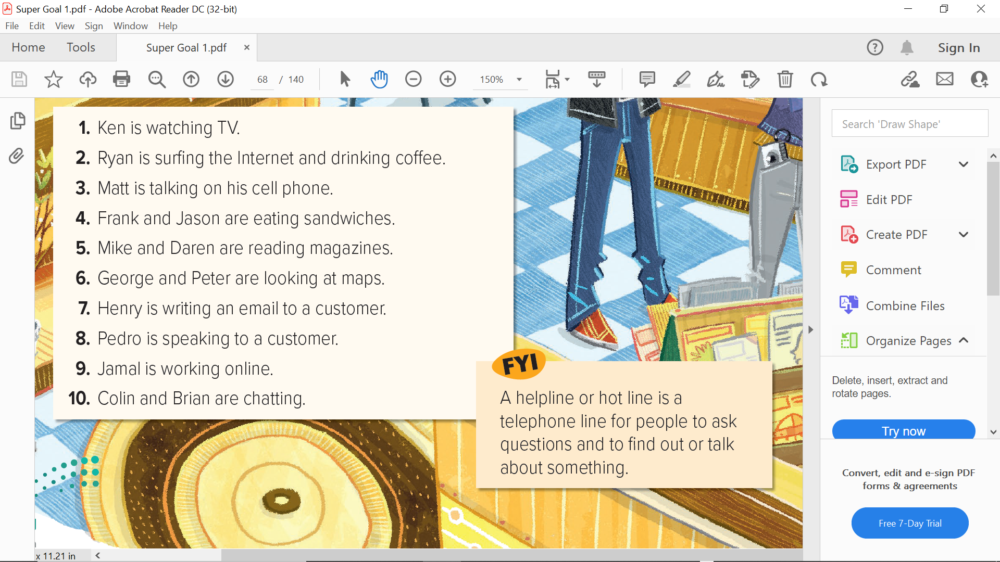 Super Goal 1.pdf - Adobe Acrobat Reader DC (32-bit)
File Edit View Sign Window Help
Home Tools Super Goal 1.pdf × Sign In
68 / 140 150%
1. Ken is watching TV.
2. Ryan is surfing the Internet and drinking coffee.
3. Matt is talking on his cell phone.
4. Frank and Jason are eating sandwiches.
5. Mike and Daren are reading magazines.
6. George and Peter are looking at maps.
7. Henry is writing an email to a customer.
8. Pedro is speaking to a customer.
9. Jamal is working online.
10. Colin and Brian are chatting.
FYI
A helpline or hot line is a
telephone line for people to ask
questions and to find out or talk
about something.
x 11.21 in
Search 'Draw Shape'
Export PDF
Edit PDF
Create PDF
Comment
Combine Files
Organize Pages
Delete, insert, extract and
rotate pages.
Try now
Convert, edit and e-sign PDF
forms & agreements
Free 7-Day Trial